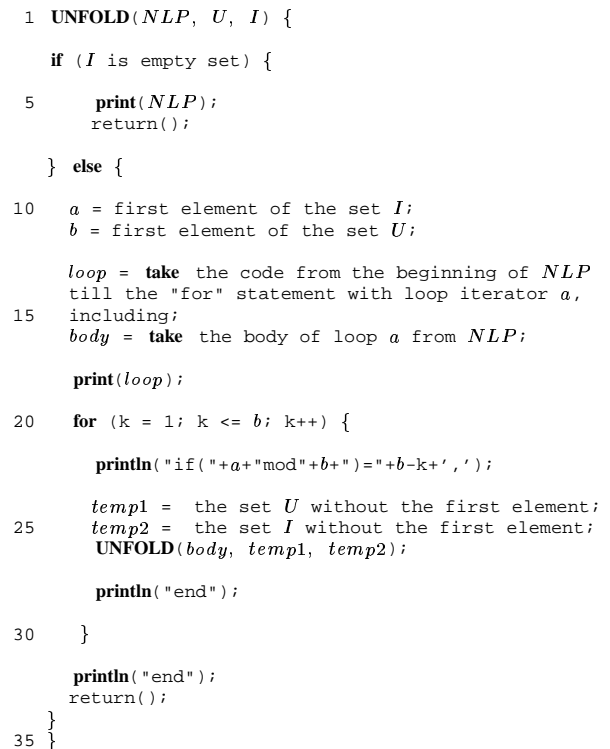 1 UNFOLD(NLP, U, I) {
if (I is empty set) {
5 print(NLP);
return();
} else {
10 a = first element of the set I;
b = first element of the set U;
loop = take the code from the beginning of NLP
till the "for" statement with loop iterator a,
15 including;
body = take the body of loop a from NLP;
print(loop);
20 for (k = 1; k <= b; k++) {
println("if("+a+"mod"+b+")="+b-k+',');
temp1 = the set U without the first element;
25 temp2 = the set I without the first element;
UNFOLD(body, temp1, temp2);
println("end");
30 }
println("end");
return();
}
35 }